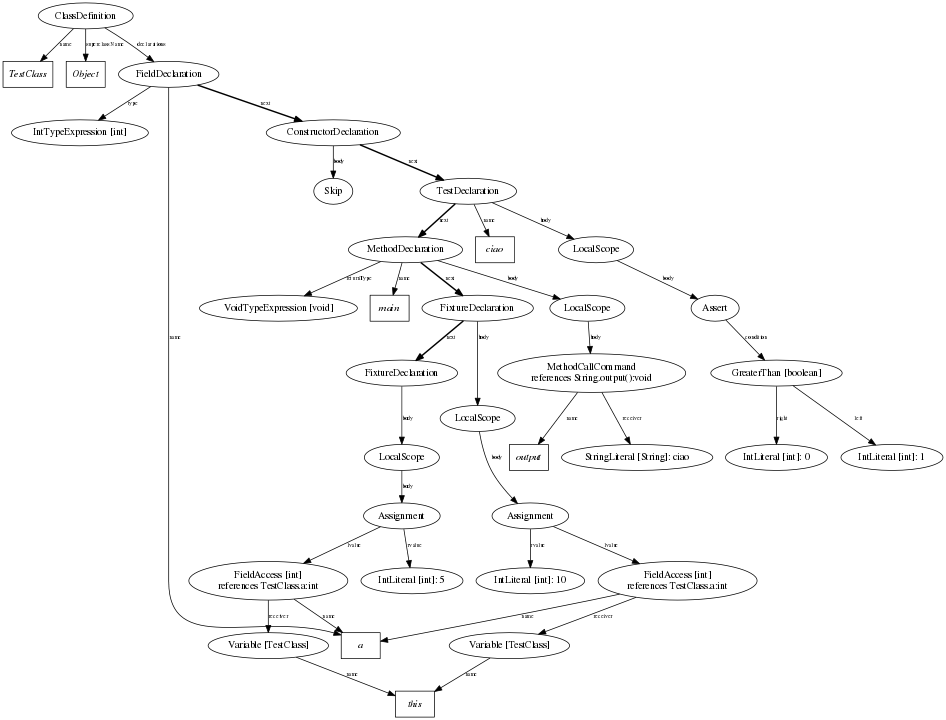 ClassDefinition
name
superclassName
declarations
TestClass
Object
FieldDeclaration
type
next
IntTypeExpression [int]
ConstructorDeclaration
body
next
Skip
TestDeclaration
next
name
body
MethodDeclaration
ciao
LocalScope
returnType
name
next
body
body
VoidTypeExpression [void]
main
FixtureDeclaration
LocalScope
Assert
name
next
body
body
condition
FixtureDeclaration
MethodCallCommand
references String.output():void
GreaterThan [boolean]
body
LocalScope
name
receiver
right
left
LocalScope
output
StringLiteral [String]: ciao
IntLiteral [int]: 0
IntLiteral [int]: 1
body
body
Assignment
Assignment
lvalue
rvalue
rvalue
lvalue
FieldAccess [int]
references TestClass.a:int
IntLiteral [int]: 5
IntLiteral [int]: 10
FieldAccess [int]
references TestClass.a:int
receiver
name
name
receiver
Variable [TestClass]
a
Variable [TestClass]
name
name
this